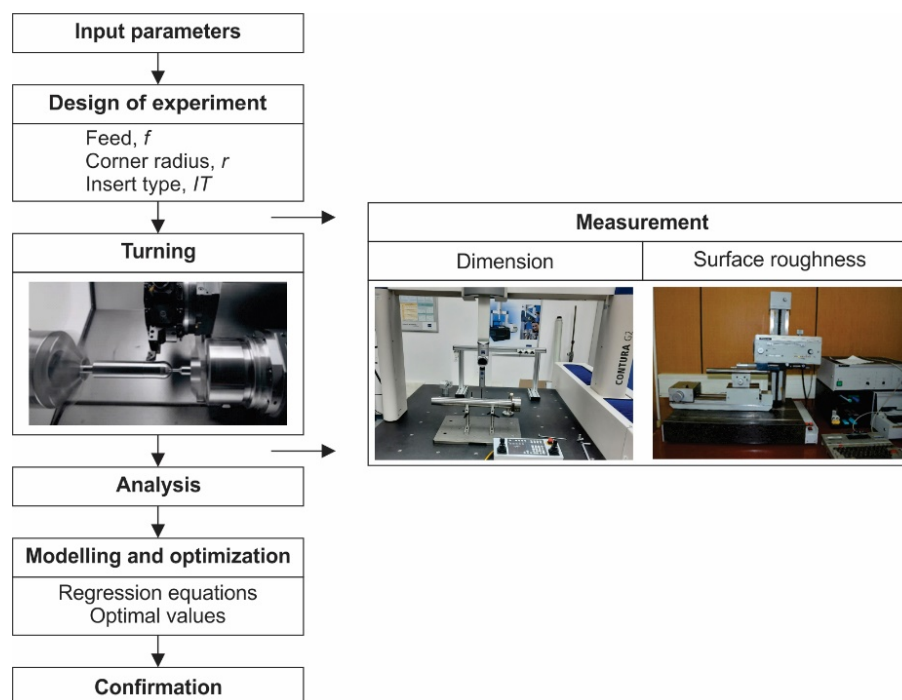 Input parameters
Design of experiment
Feed, f
Corner radius, r
Insert type, IT
Turning
Measurement
Dimension
Surface roughness
CONTURA G2
Analysis
Modelling and optimization
Regression equations
Optimal values
Confirmation